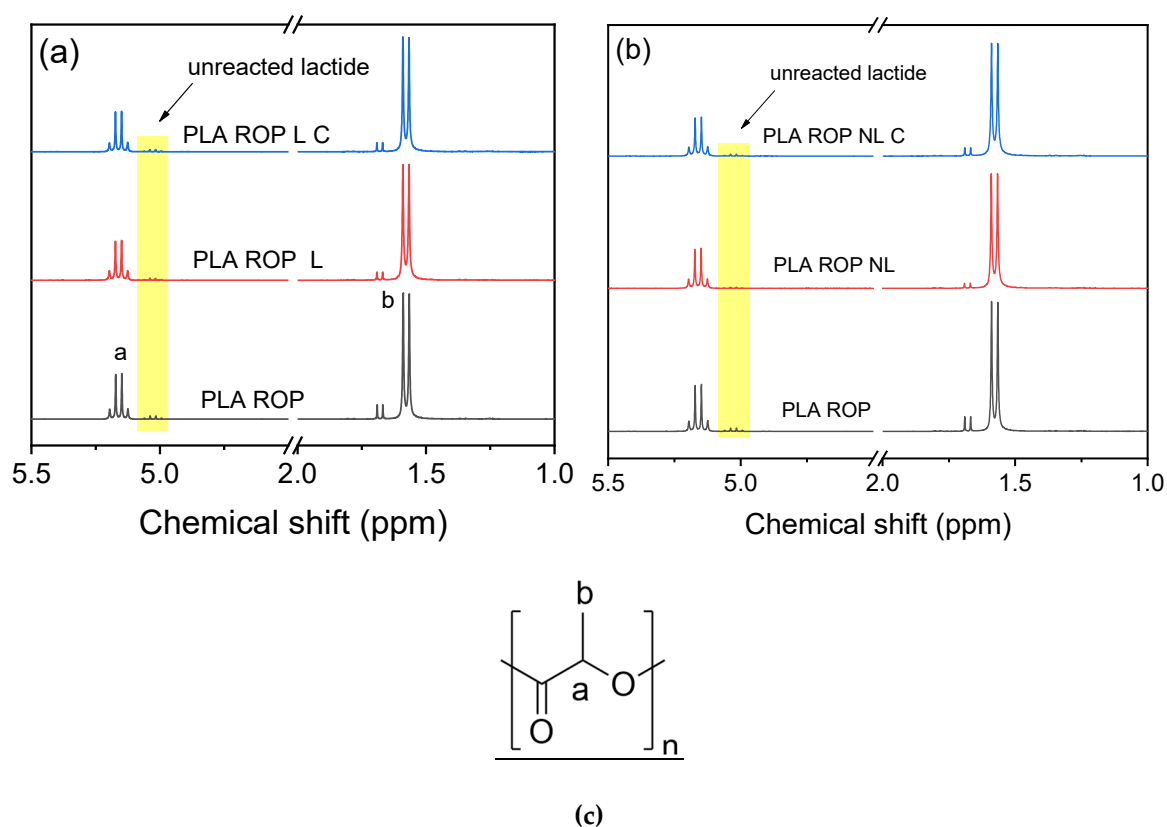 (a)
unreacted lactide
PLA ROP L C
PLA ROP L
b
a
PLA ROP
5.5 5.0 2.0 1.5 1.0
Chemical shift (ppm)
(b)
unreacted lactide
PLA ROP NL C
PLA ROP NL
PLA ROP
5.5 5.0 2.0 1.5 1.0
Chemical shift (ppm)
b
a O
O
n
(c)